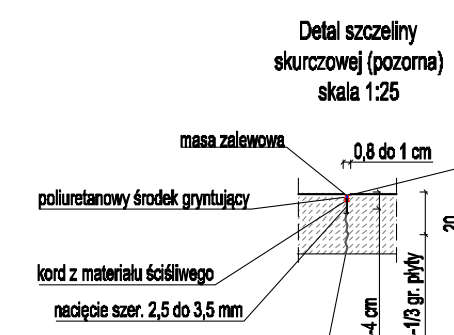 Detal szczeliny
skurczowej (pozorna)
skala 1:25
masa zalewowa
0,8 do 1 cm
poliuretanowy środek gryntujący
20
kord z materiału ściśliwego
nacięcie szer. 2,5 do 3,5 mm
-4 cm
-1/3 gr. płyty